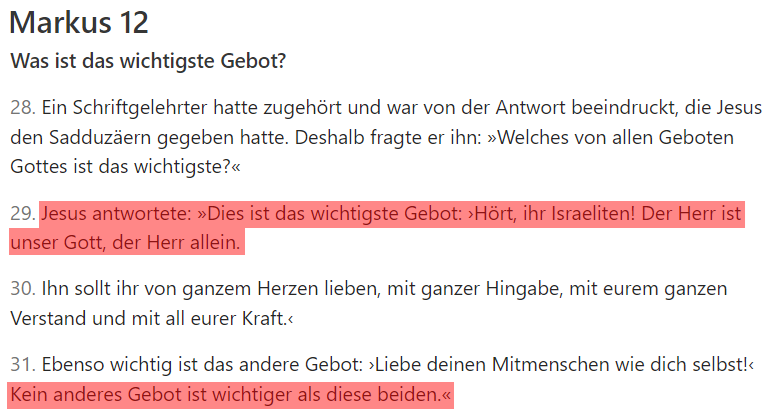 Markus 12
Was ist das wichtigste Gebot?
28. Ein Schriftgelehrter hatte zugehört und war von der Antwort beeindruckt, die Jesus
den Sadduzäern gegeben hatte. Deshalb fragte er ihn: »Welches von allen Geboten
Gottes ist das wichtigste?«
29. Jesus antwortete: »Dies ist das wichtigste Gebot: ›Hört, ihr Israeliten! Der Herr ist
unser Gott, der Herr allein.
30. Ihn sollt ihr von ganzem Herzen lieben, mit ganzer Hingabe, mit eurem ganzen
Verstand und mit all eurer Kraft.‹
31. Ebenso wichtig ist das andere Gebot: ›Liebe deinen Mitmenschen wie dich selbst!‹
Kein anderes Gebot ist wichtiger als diese beiden.«